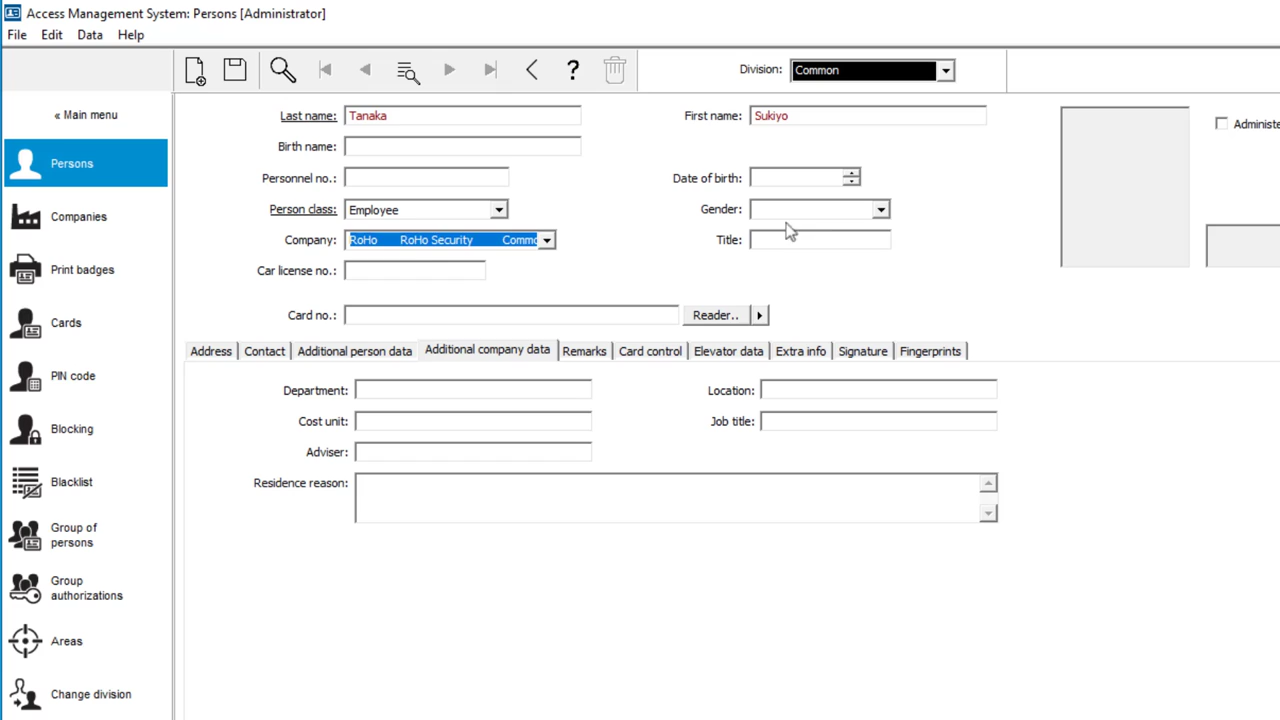 Access Management System: Persons [Administrator]
File Edit Data Help
Division: Common
« Main menu
Persons
Companies
Print badges
Cards
PIN code
Blocking
Blacklist
Group of
persons
Group
authorizations
Areas
Change division
Last name: Tanaka First name: Sukiyo
Birth name:
Personnel no.: Date of birth:
Person class: Employee Gender:
Company: RoHo RoHo Security Title:
Car license no.:
Card no.: Reader..
Address Contact Additional person data Additional company data Remarks Card control Elevator data Extra info Signature Fingerprints
Department: Location:
Cost unit: Job title:
Adviser:
Residence reason: